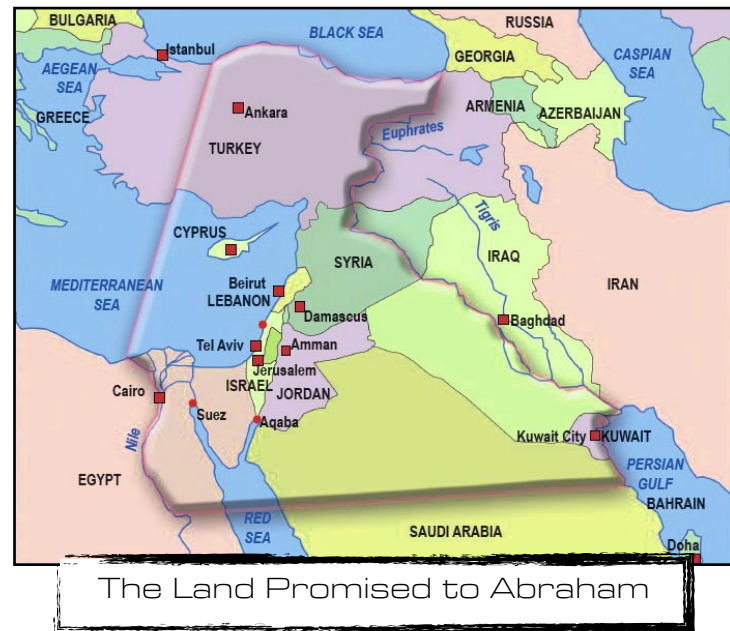 BULGARIA
BLACK SEA
RUSSIA
Istanbul
GEORGIA
CASPIAN
SEA
AEGEAN
SEA
GREECE
Ankara
TURKEY
Euphrates
ARMENIA
AZERBAIJAN
CYPRUS
Tigris
SYRIA
IRAQ
IRAN
MEDITERRANEAN
SEA
Beirut
LEBANON
Damascus
Baghdad
Tel Aviv
Amman
Jerusalem
ISRAEL
JORDAN
Cairo
Suez
Aqaba
Nile
Kuwait City
KUWAIT
EGYPT
PERSIAN
GULF
BAHRAIN
RED
SEA
SAUDI ARABIA
Doha
The Land Promised to Abraham